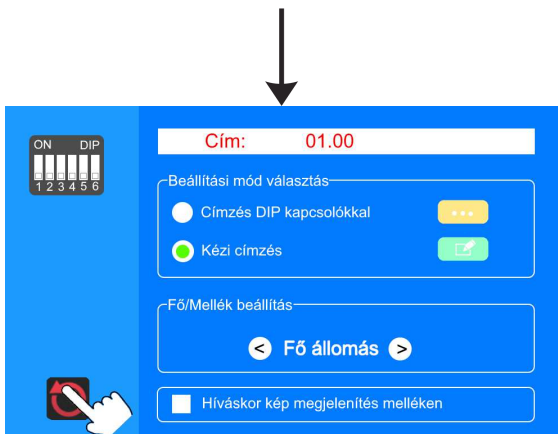 Cím: 01.00
ON DIP
1 2 3 4 5 6
Beállítási mód választás
Címzés DIP kapcsolókkal
Kézi címzés
Fő/Mellék beállítás
< Fő állomás >
Híváskor kép megjelenítés melléken